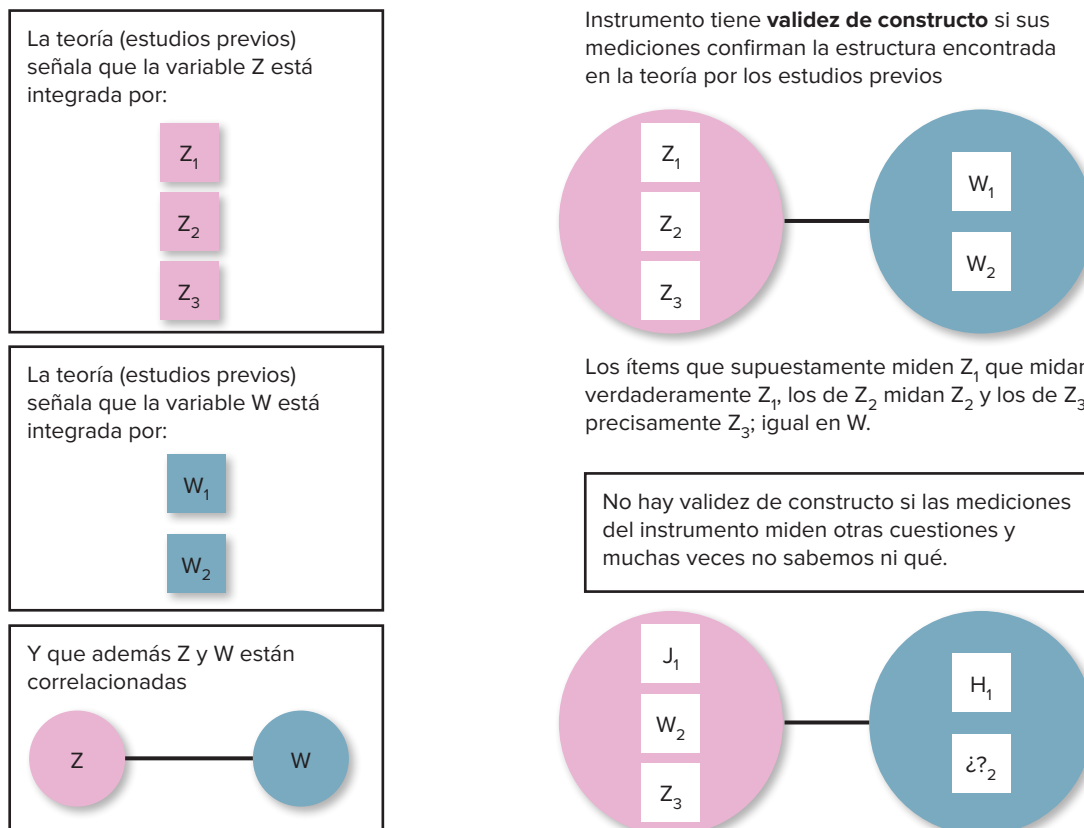 La teoría (estudios previos)
señala que la variable Z está
integrada por:
Z₁
Z₂
Z₃
La teoría (estudios previos)
señala que la variable W está
integrada por:
W₁
W₂
Y que además Z y W están
correlacionadas
Z
W
Instrumento tiene validez de constructo si sus
mediciones confirman la estructura encontrada
en la teoría por los estudios previos
Z₁
Z₂
Z₃
W₁
W₂
Los ítems que supuestamente miden Z₁ que midan
verdaderamente Z₁, los de Z₂ midan Z₂ y los de Z₃
precisamente Z₃; igual en W.
No hay validez de constructo si las mediciones
del instrumento miden otras cuestiones y
muchas veces no sabemos ni qué.
J₁
W₂
Z₃
H₁
¿?₂